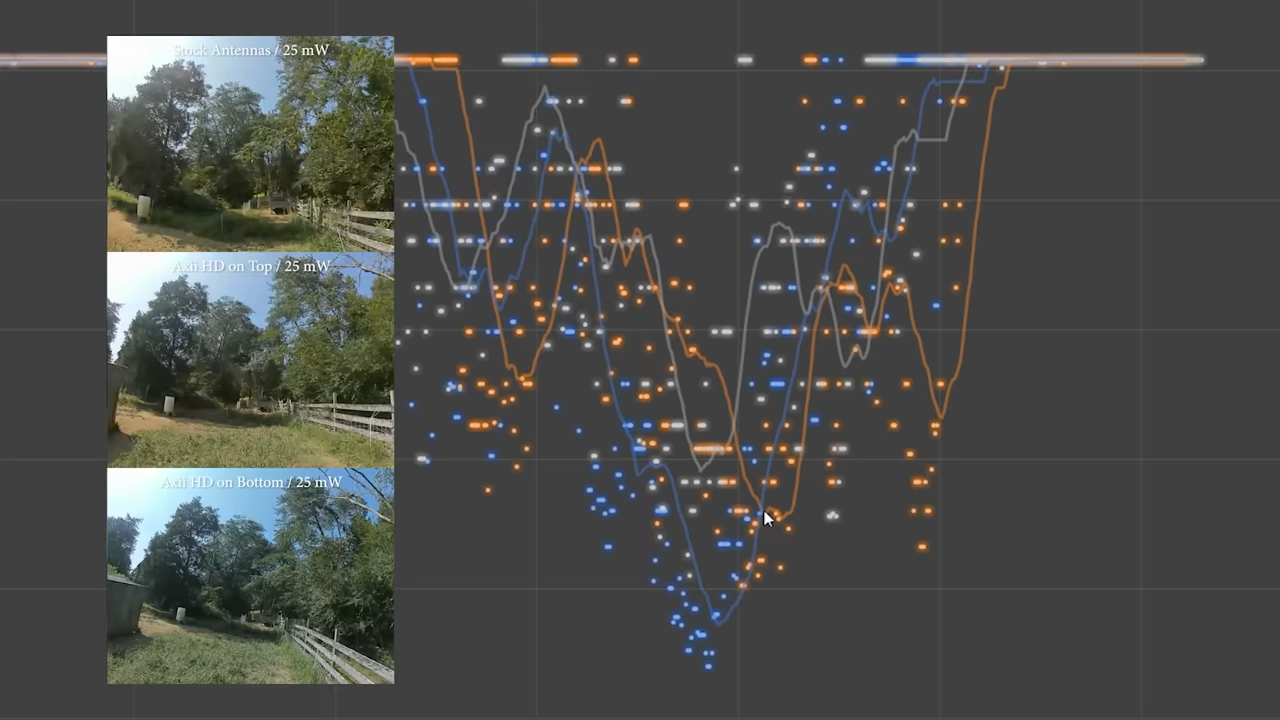 Stock Antennas / 25 mW
Axii HD on Top / 25 mW
Axii HD on Bottom / 25 mW